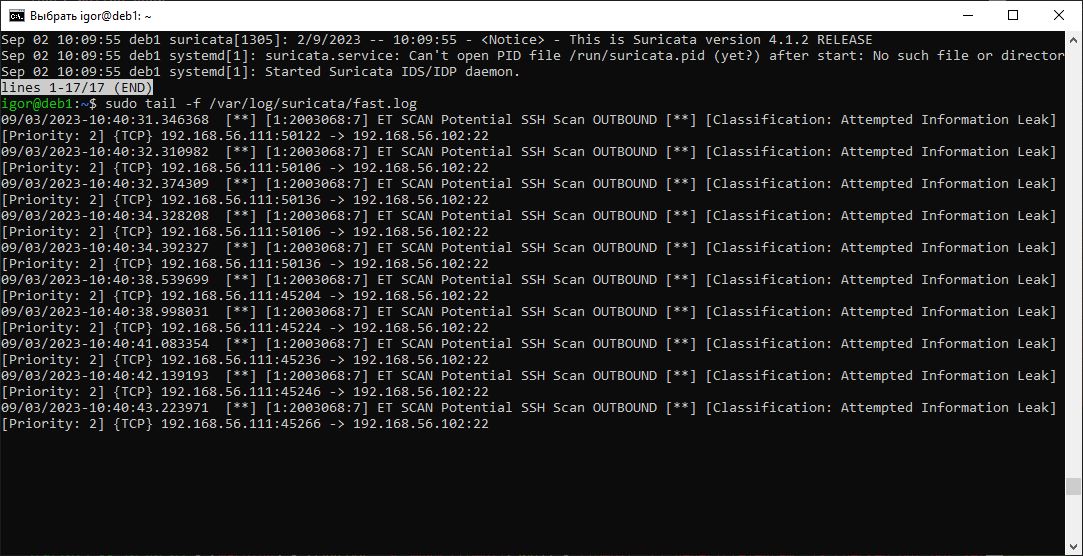 Выбрать igor@deb1: ~
Sep 02 10:09:55 deb1 suricata[1305]: 2/9/2023 -- 10:09:55 - <Notice> - This is Suricata version 4.1.2 RELEASE
Sep 02 10:09:55 deb1 systemd[1]: suricata.service: Can't open PID file /run/suricata.pid (yet?) after start: No such file or director
Sep 02 10:09:55 deb1 systemd[1]: Started Suricata IDS/IDP daemon.
lines 1-17/17 (END)
igor@deb1:~$ sudo tail -f /var/log/suricata/fast.log
09/03/2023-10:40:31.346368  [**] [1:2003068:7] ET SCAN Potential SSH Scan OUTBOUND [**] [Classification: Attempted Information Leak]
[Priority: 2] {TCP} 192.168.56.111:50122 -> 192.168.56.102:22
09/03/2023-10:40:32.310982  [**] [1:2003068:7] ET SCAN Potential SSH Scan OUTBOUND [**] [Classification: Attempted Information Leak]
[Priority: 2] {TCP} 192.168.56.111:50106 -> 192.168.56.102:22
09/03/2023-10:40:32.374309  [**] [1:2003068:7] ET SCAN Potential SSH Scan OUTBOUND [**] [Classification: Attempted Information Leak]
[Priority: 2] {TCP} 192.168.56.111:50136 -> 192.168.56.102:22
09/03/2023-10:40:34.328208  [**] [1:2003068:7] ET SCAN Potential SSH Scan OUTBOUND [**] [Classification: Attempted Information Leak]
[Priority: 2] {TCP} 192.168.56.111:50106 -> 192.168.56.102:22
09/03/2023-10:40:34.392327  [**] [1:2003068:7] ET SCAN Potential SSH Scan OUTBOUND [**] [Classification: Attempted Information Leak]
[Priority: 2] {TCP} 192.168.56.111:50136 -> 192.168.56.102:22
09/03/2023-10:40:38.539699  [**] [1:2003068:7] ET SCAN Potential SSH Scan OUTBOUND [**] [Classification: Attempted Information Leak]
[Priority: 2] {TCP} 192.168.56.111:45204 -> 192.168.56.102:22
09/03/2023-10:40:38.998031  [**] [1:2003068:7] ET SCAN Potential SSH Scan OUTBOUND [**] [Classification: Attempted Information Leak]
[Priority: 2] {TCP} 192.168.56.111:45224 -> 192.168.56.102:22
09/03/2023-10:40:41.083354  [**] [1:2003068:7] ET SCAN Potential SSH Scan OUTBOUND [**] [Classification: Attempted Information Leak]
[Priority: 2] {TCP} 192.168.56.111:45236 -> 192.168.56.102:22
09/03/2023-10:40:42.139193  [**] [1:2003068:7] ET SCAN Potential SSH Scan OUTBOUND [**] [Classification: Attempted Information Leak]
[Priority: 2] {TCP} 192.168.56.111:45246 -> 192.168.56.102:22
09/03/2023-10:40:43.223971  [**] [1:2003068:7] ET SCAN Potential SSH Scan OUTBOUND [**] [Classification: Attempted Information Leak]
[Priority: 2] {TCP} 192.168.56.111:45266 -> 192.168.56.102:22